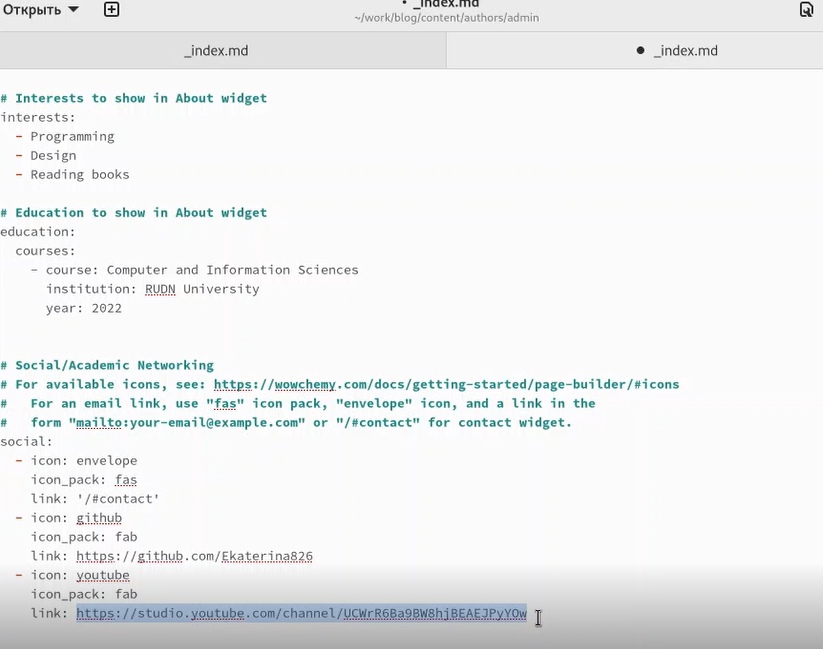 Открыть
_index.md
~/work/blog/content/authors/admin
_index.md
_index.md
# Interests to show in About widget
interests:
- Programming
- Design
- Reading books
# Education to show in About widget
education:
courses:
- course: Computer and Information Sciences
institution: RUDN University
year: 2022
# Social/Academic Networking
# For available icons, see: https://wowchemy.com/docs/getting-started/page-builder/#icons
# For an email link, use "fas" icon pack, "envelope" icon, and a link in the
# form "mailto:your-email@example.com" or "/#contact" for contact widget.
social:
- icon: envelope
icon_pack: fas
link: '/#contact'
- icon: github
icon_pack: fab
link: https://github.com/Ekaterina826
- icon: youtube
icon_pack: fab
link: https://studio.youtube.com/channel/UCWrR6Ba9BW8hjBEAEJPyYOw